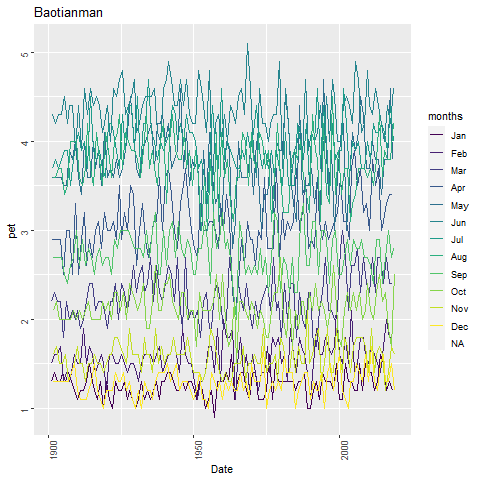 Baotianman
5
4
3
2
1
pet
1900
1950
2000
Date
months
Jan
Feb
Mar
Apr
May
Jun
Jul
Aug
Sep
Oct
Nov
Dec
NA